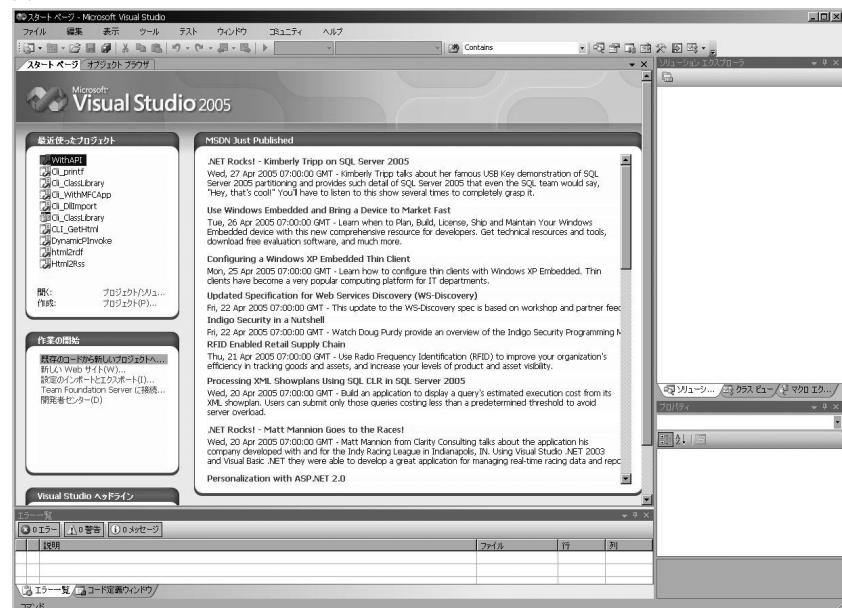 スタート ページ - Microsoft Visual Studio
ファイル 編集 表示 ツール テスト ウィンドウ コミュニティ ヘルプ
Contains
スタート ページ オブジェクト ブラウザ
Microsoft
Visual Studio 2005
最近使ったプロジェクト
WithAPI
Cli_printf
Cli_ClassLibrary
Cli_WithMFCApp
Cli_DllImport
Cli_ClassLibrary
CLI_GetHtml
DynamicPInvoke
html2rdf
Html2Rss
開く: プロジェクト/ソリュ...
作成: プロジェクト(P)...
作業の開始
既存のコードから新しいプロジェクトへ...
新しい Web サイト(W)...
設定のインポートとエクスポート(I)...
Team Foundation Server に接続...
開発者センター(D)
Visual Studio ヘッドライン
MSDN Just Published
.NET Rocks! - Kimberly Tripp on SQL Server 2005
Wed, 27 Apr 2005 07:00:00 GMT - Kimberly Tripp talks about her famous USB Key demonstration of SQL
Server 2005 partitioning and provides such detail of SQL Server 2005 that even the SQL team would say,
"Hey, that's cool!" You'll have to listen to this show several times to completely grasp it.
Use Windows Embedded and Bring a Device to Market Fast
Tue, 26 Apr 2005 07:00:00 GMT - Learn when to Plan, Build, License, Ship and Maintain Your Windows
Embedded device with this new comprehensive resource for developers. Get technical resources and tools,
download free evaluation software, and much more.
Configuring a Windows XP Embedded Thin Client
Mon, 25 Apr 2005 07:00:00 GMT - Learn how to configure thin clients with Windows XP Embedded. Thin
clients have become a very popular computing platform for IT departments.
Updated Specification for Web Services Discovery (WS-Discovery)
Fri, 22 Apr 2005 07:00:00 GMT - This update to the WS-Discovery spec is based on workshop and partner feed
Indigo Security in a Nutshell
Fri, 22 Apr 2005 07:00:00 GMT - Watch Doug Purdy provide an overview of the Indigo Security Programming M
RFID Enabled Retail Supply Chain
Thu, 21 Apr 2005 07:00:00 GMT - Use Radio Frequency Identification (RFID) to improve your organization's
efficiency in tracking goods and assets, and increase your levels of product and asset visibility.
Processing XML Showplans Using SQL CLR in SQL Server 2005
Wed, 20 Apr 2005 07:00:00 GMT - Build an application to display a query's estimated execution cost from its
XML showplan. Users can submit only those queries costing less than a predetermined threshold to avoid
server overload.
.NET Rocks! - Matt Mannion Goes to the Races!
Wed, 20 Apr 2005 07:00:00 GMT - Matt Mannion from Clarity Consulting talks about the application his
company developed with and for the Indy Racing League in Indianapolis, IN. Using Visual Studio .NET 2003
and Visual Basic .NET they were able to develop a great application for managing real-time racing data and repo
Personalization with ASP.NET 2.0
ソリューション エクスプローラ
ソリューシ... クラス ビュー マクロ エク...
プロパティ
エラー一覧
0 エラー 0 警告 0 メッセージ
説明 ファイル 行 列
エラー一覧 コード定義ウィンドウ
コマンド